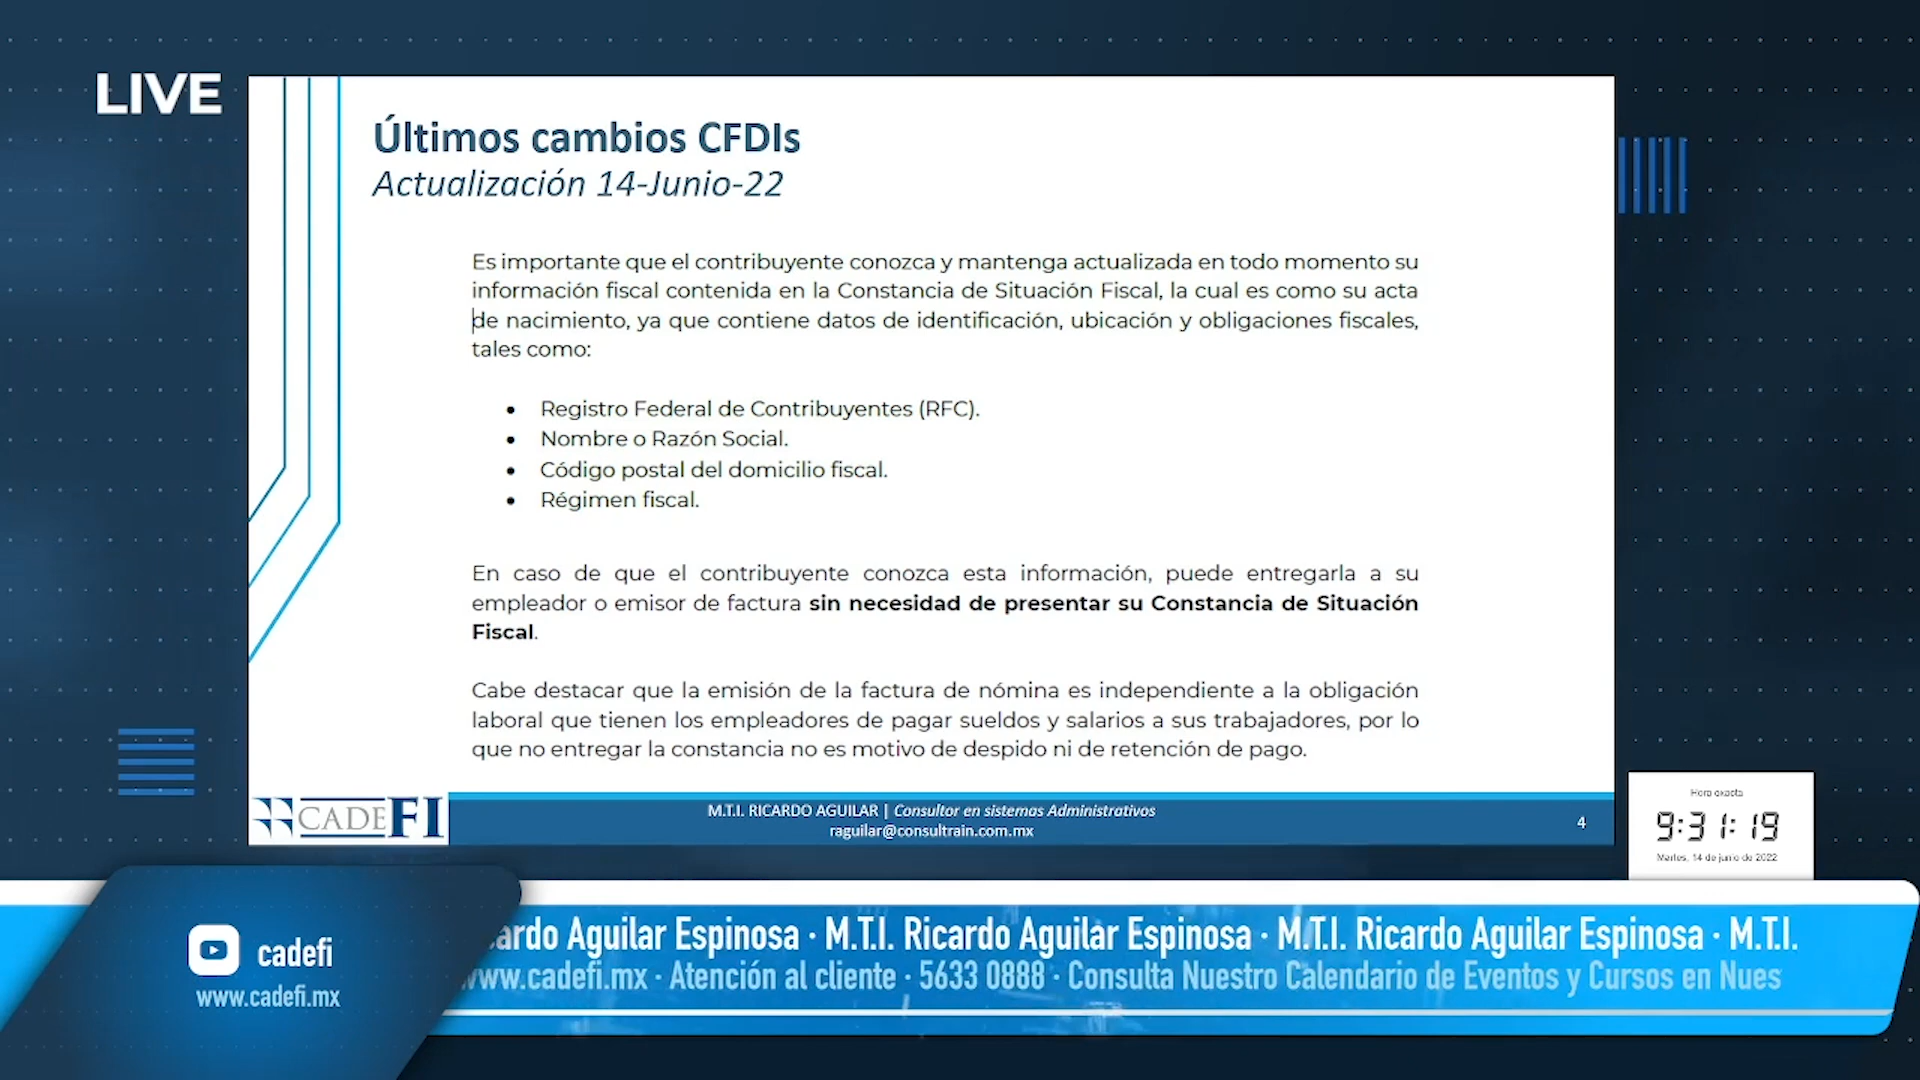 LIVE
Últimos cambios CFDIs
Actualización 14-Junio-22
Es importante que el contribuyente conozca y mantenga actualizada en todo momento su
información fiscal contenida en la Constancia de Situación Fiscal, la cual es como su acta
de nacimiento, ya que contiene datos de identificación, ubicación y obligaciones fiscales,
tales como:
• Registro Federal de Contribuyentes (RFC).
• Nombre o Razón Social.
• Código postal del domicilio fiscal.
• Régimen fiscal.
En caso de que el contribuyente conozca esta información, puede entregarla a su
empleador o emisor de factura sin necesidad de presentar su Constancia de Situación
Fiscal.
Cabe destacar que la emisión de la factura de nómina es independiente a la obligación
laboral que tienen los empleadores de pagar sueldos y salarios a sus trabajadores, por lo
que no entregar la constancia no es motivo de despido ni de retención de pago.
CADEFI
M.T.I. RICARDO AGUILAR | Consultor en sistemas Administrativos
raguilar@consultrain.com.mx
4
Hora exacta
9:31:19
Martes, 14 de junio de 2022
cadefi
www.cadefi.mx
ardo Aguilar Espinosa · M.T.I. Ricardo Aguilar Espinosa · M.T.I. Ricardo Aguilar Espinosa · M.T.I.
www.cadefi.mx · Atención al cliente · 5633 0888 · Consulta Nuestro Calendario de Eventos y Cursos en Nues